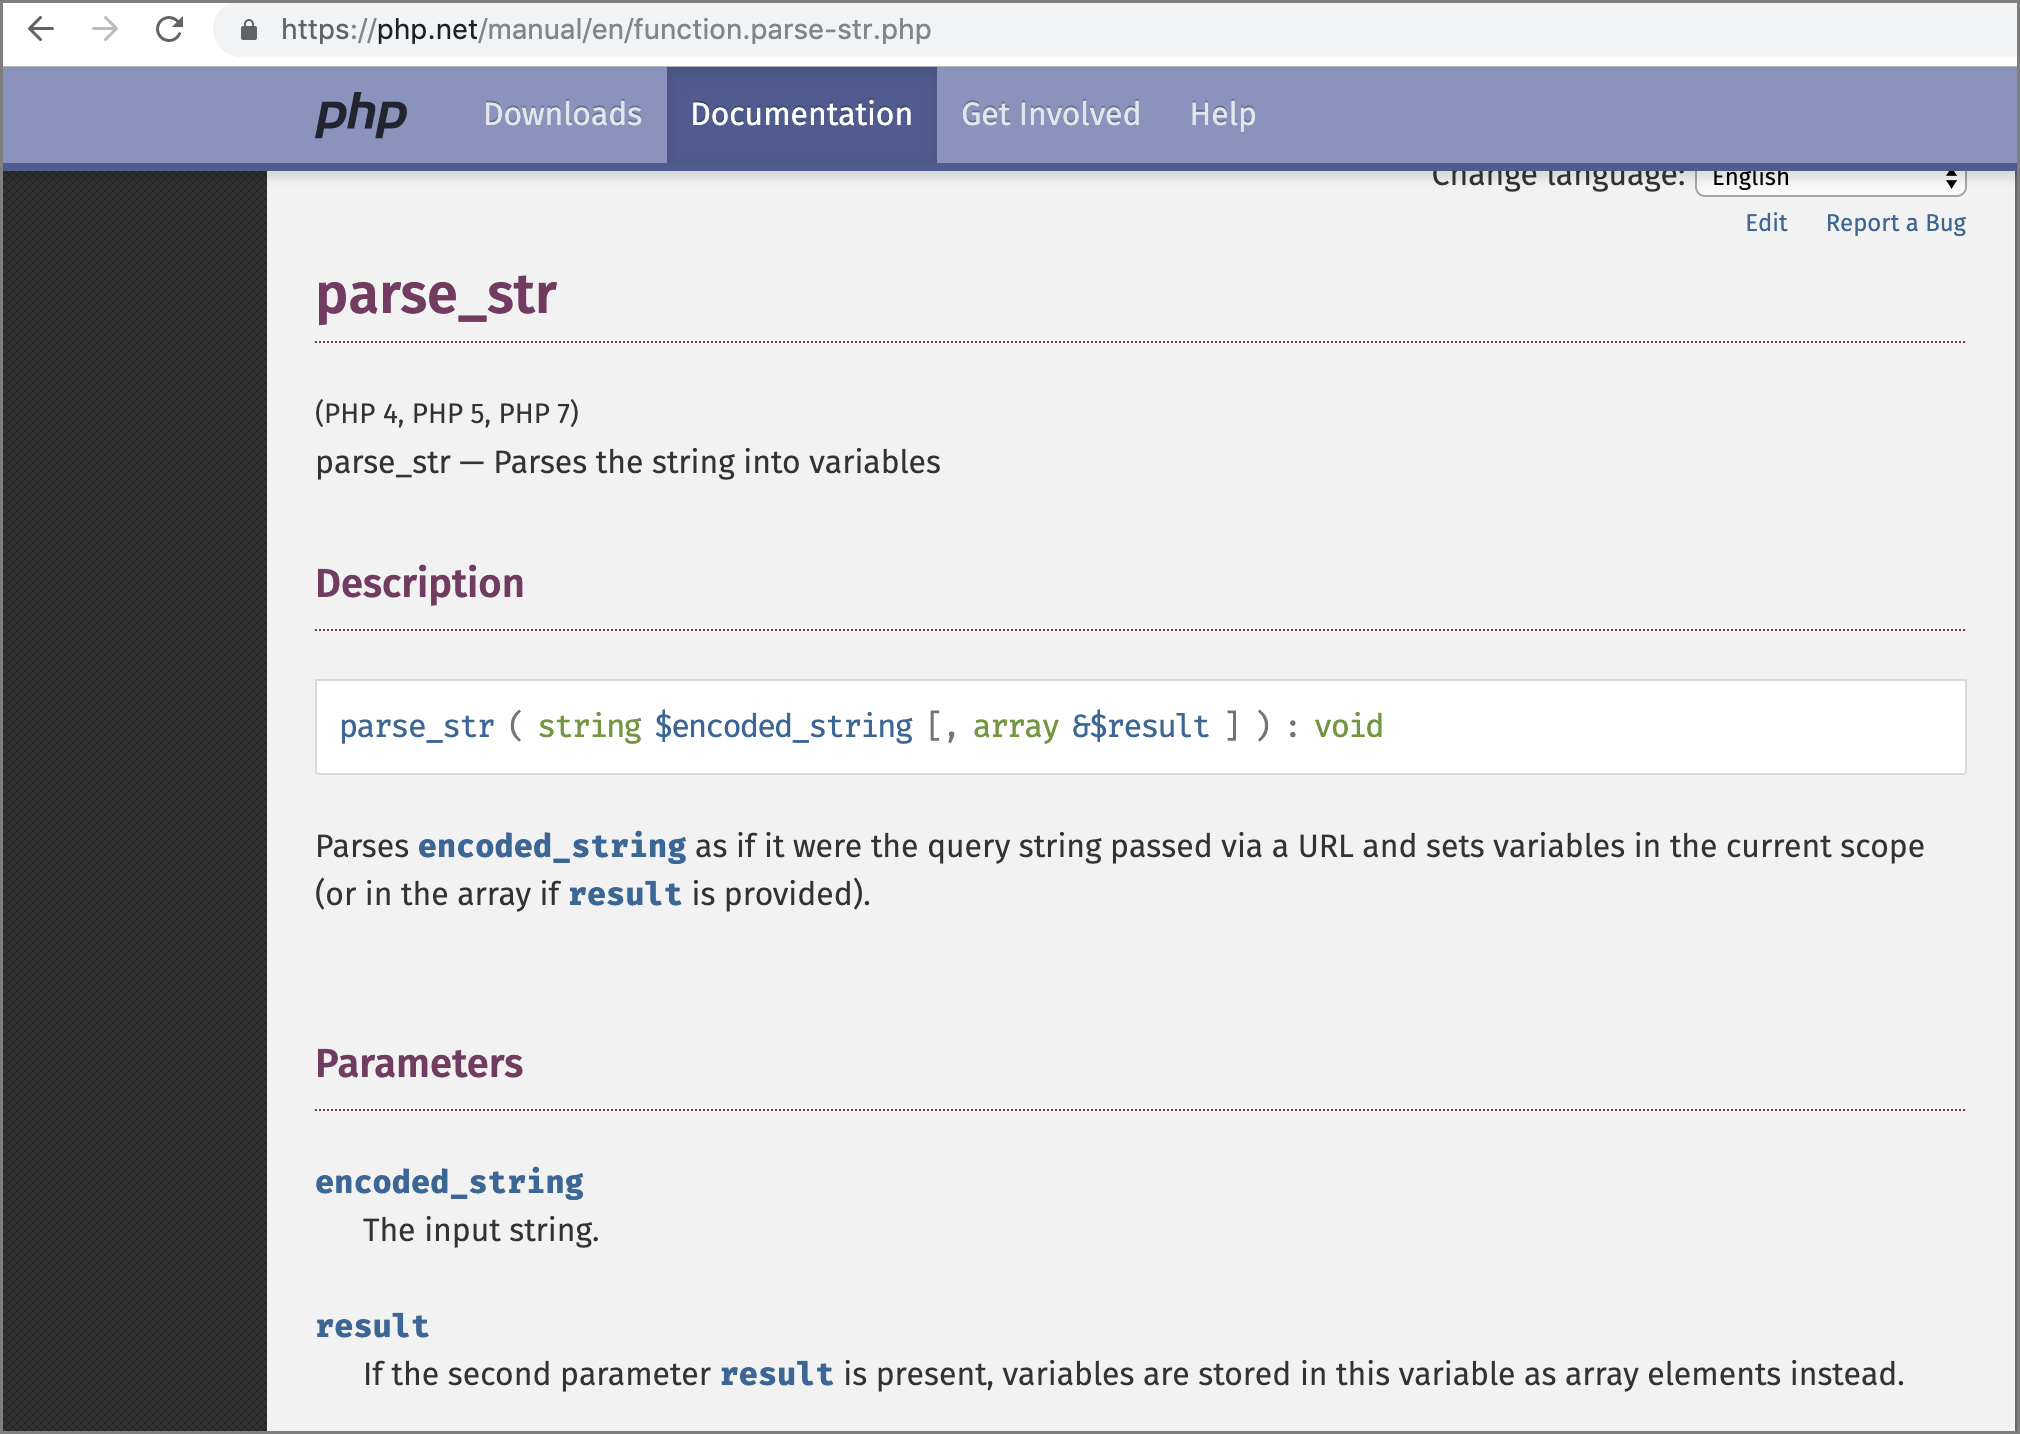 https://php.net/manual/en/function.parse-str.php
php Downloads Documentation Get Involved Help
Change language: English
Edit Report a Bug
parse_str
(PHP 4, PHP 5, PHP 7)
parse_str — Parses the string into variables
Description
parse_str ( string $encoded_string [, array &$result ] ) : void
Parses encoded_string as if it were the query string passed via a URL and sets variables in the current scope
(or in the array if result is provided).
Parameters
encoded_string
The input string.
result
If the second parameter result is present, variables are stored in this variable as array elements instead.